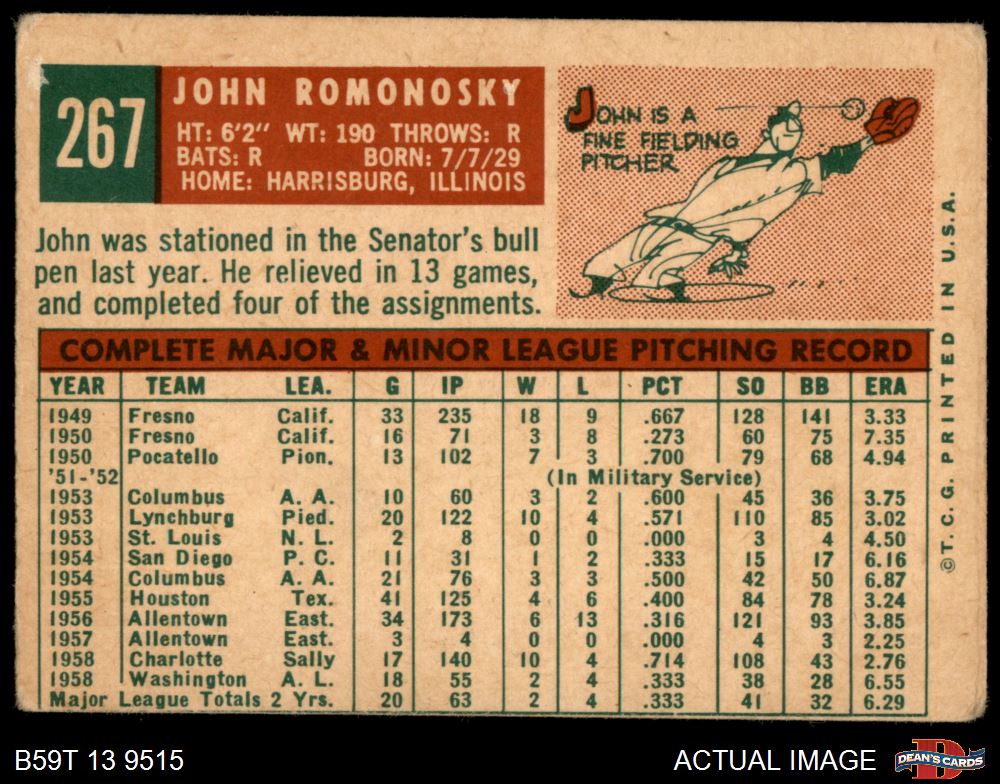 267
JOHN ROMONOSKY
HT: 6'2" WT: 190 THROWS: R
BATS: R BORN: 7/7/29
HOME: HARRISBURG, ILLINOIS
JOHN IS A
FINE FIELDING
PITCHER
John was stationed in the Senator's bull
pen last year. He relieved in 13 games,
and completed four of the assignments.
COMPLETE MAJOR & MINOR LEAGUE PITCHING RECORD
YEAR TEAM LEA. G IP W L PCT SO BB ERA
1949 Fresno Calif. 33 235 18 9 .667 128 141 3.33
1950 Fresno Calif. 16 71 3 8 .273 60 75 7.35
1950 Pocatello Pion. 13 102 7 3 .700 79 68 4.94
'51-'52 (In Military Service)
1953 Columbus A. A. 10 60 3 2 .600 45 36 3.75
1953 Lynchburg Pied. 20 122 10 4 .571 110 85 3.02
1953 St. Louis N. L. 2 8 0 0 .000 3 4 4.50
1954 San Diego P. C. 11 31 1 2 .333 15 17 6.16
1954 Columbus A. A. 21 76 3 3 .500 42 50 6.87
1955 Houston Tex. 41 125 4 6 .400 84 78 3.24
1956 Allentown East. 34 173 6 13 .316 121 93 3.85
1957 Allentown East. 3 4 0 0 .000 4 3 2.25
1958 Charlotte Sally 17 140 10 4 .714 108 43 2.76
1958 Washington A. L. 18 55 2 4 .333 38 28 6.55
Major League Totals 2 Yrs. 20 63 2 4 .333 41 32 6.29
©T. C. G. PRINTED IN U.S.A.
B59T 13 9515
ACTUAL IMAGE
DEAN'S CARDS